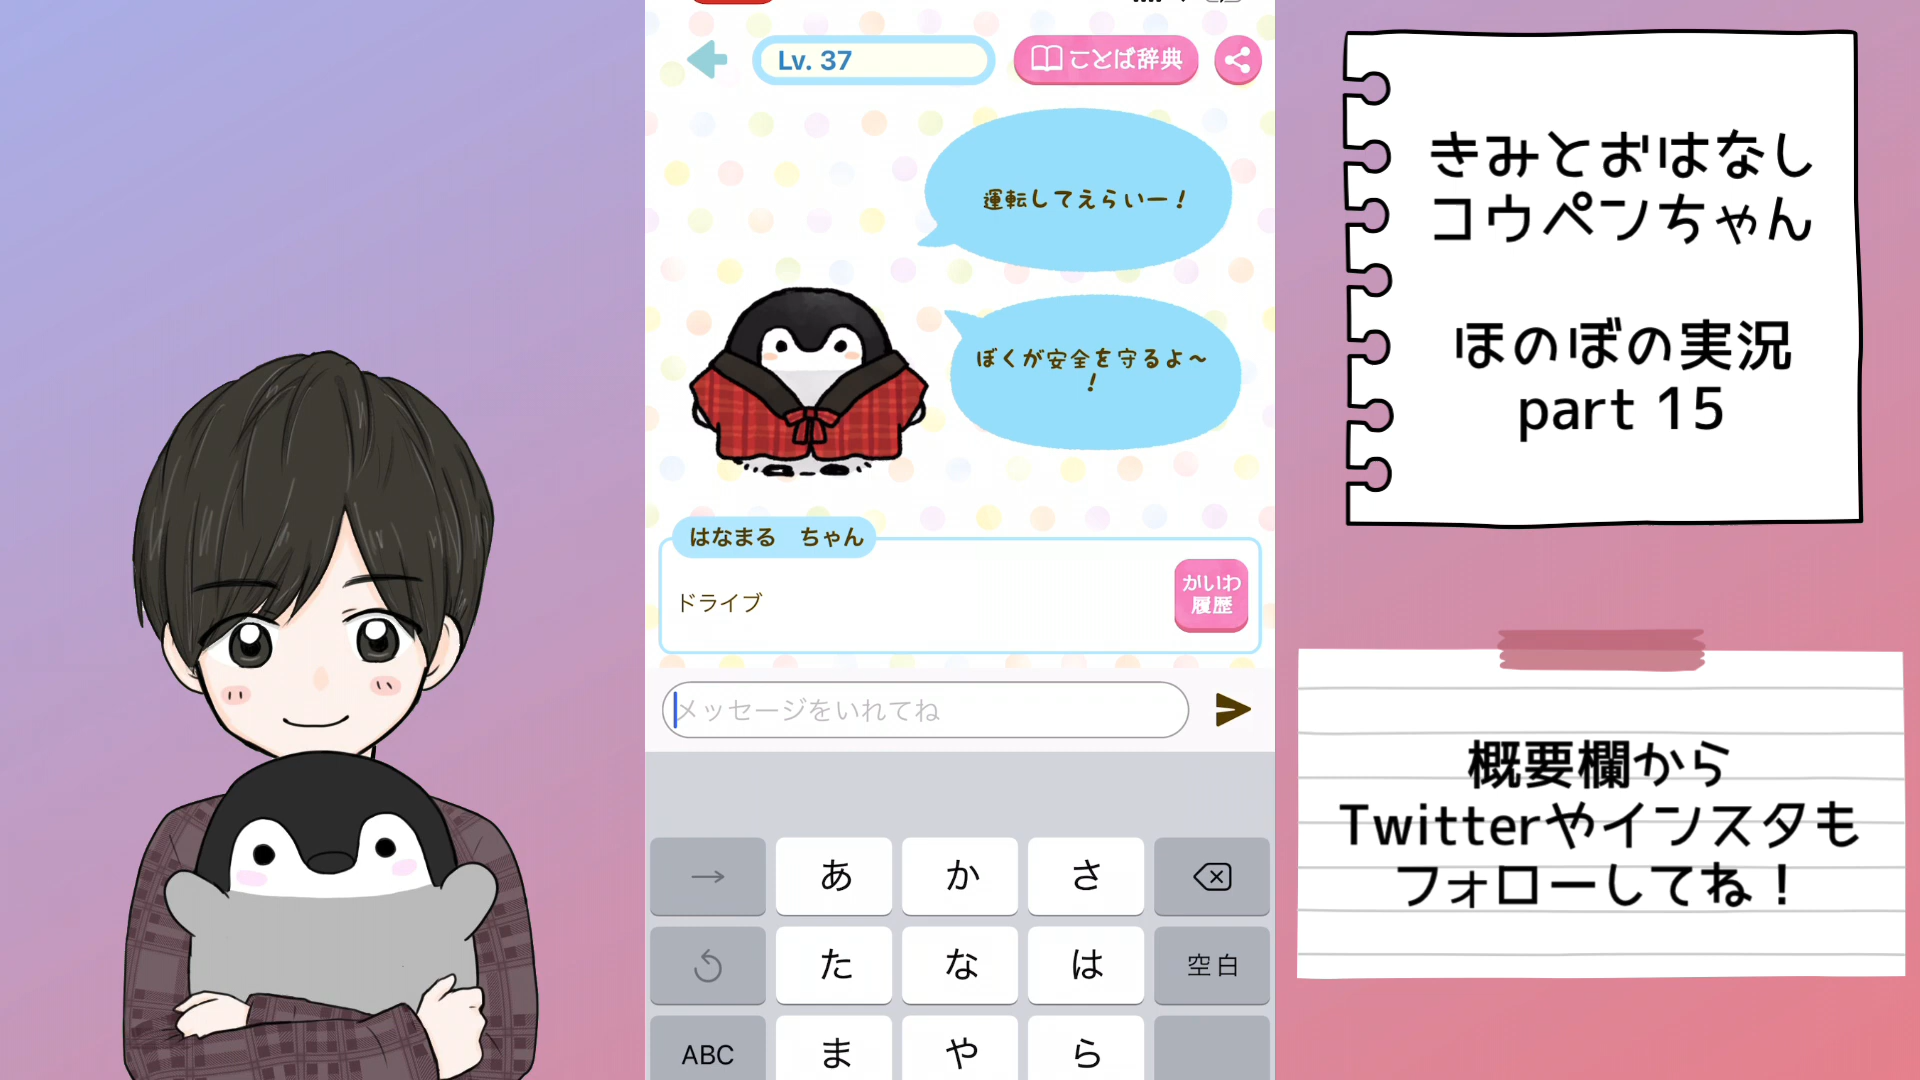 Lv. 37
ことば辞典
運転してえらいー！
ぼくが安全を守るよ〜
！
はなまる　ちゃん
ドライブ
かいわ
履歴
メッセージをいれてね
→
あ
か
さ
た
な
は
空白
ABC
ま
や
ら
きみとおはなし
コウペンちゃん
ほのぼの実況
part 15
概要欄から
Twitterやインスタも
フォローしてね！